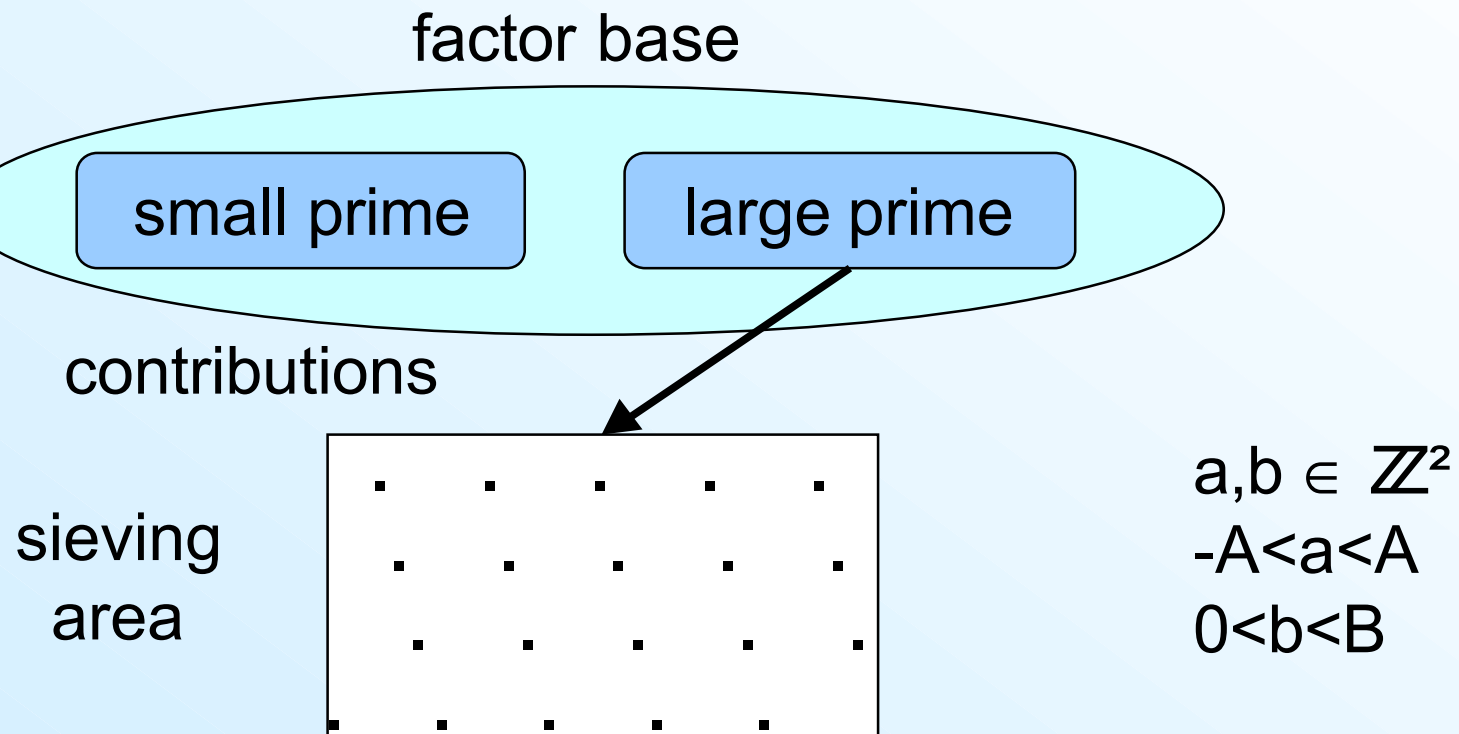 factor base
small prime
large prime
contributions
sieving
area
a,b ∈ ℤ²
-A<a<A
0<b<B